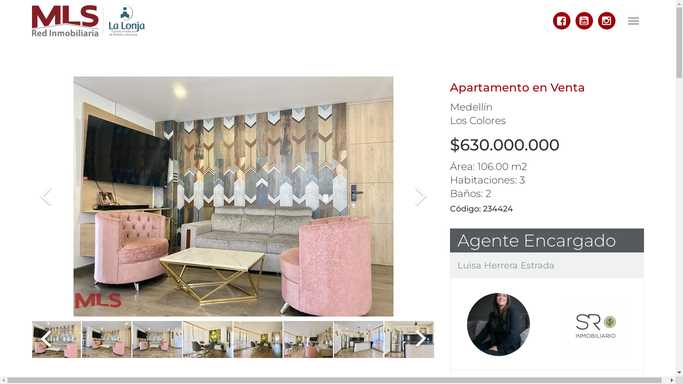 MLS
Red Inmobiliaria
La Lonja
Apartamento en Venta
Medellín
Los Colores
$630.000.000
Área: 106.00 m2
Habitaciones: 3
Baños: 2
Código: 234424
MLS
Agente Encargado
Luisa Herrera Estrada
SR
INMOBILIARIO